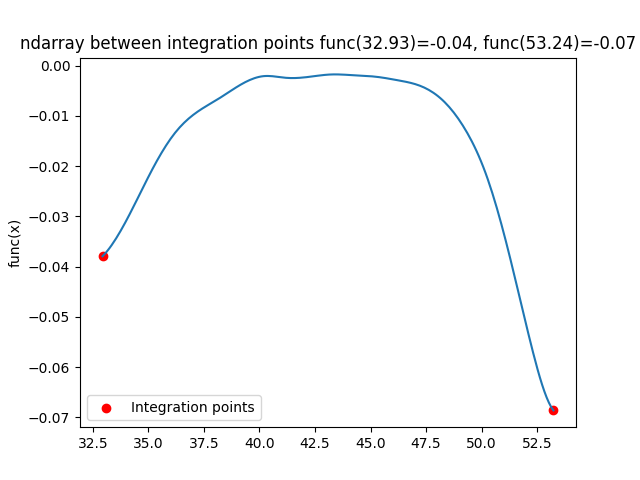 ndarray between integration points func(32.93)=-0.04, func(53.24)=-0.07
0.00
−0.01
−0.02
−0.03
−0.04
−0.05
−0.06
−0.07
func(x)
Integration points
32.5 35.0 37.5 40.0 42.5 45.0 47.5 50.0 52.5